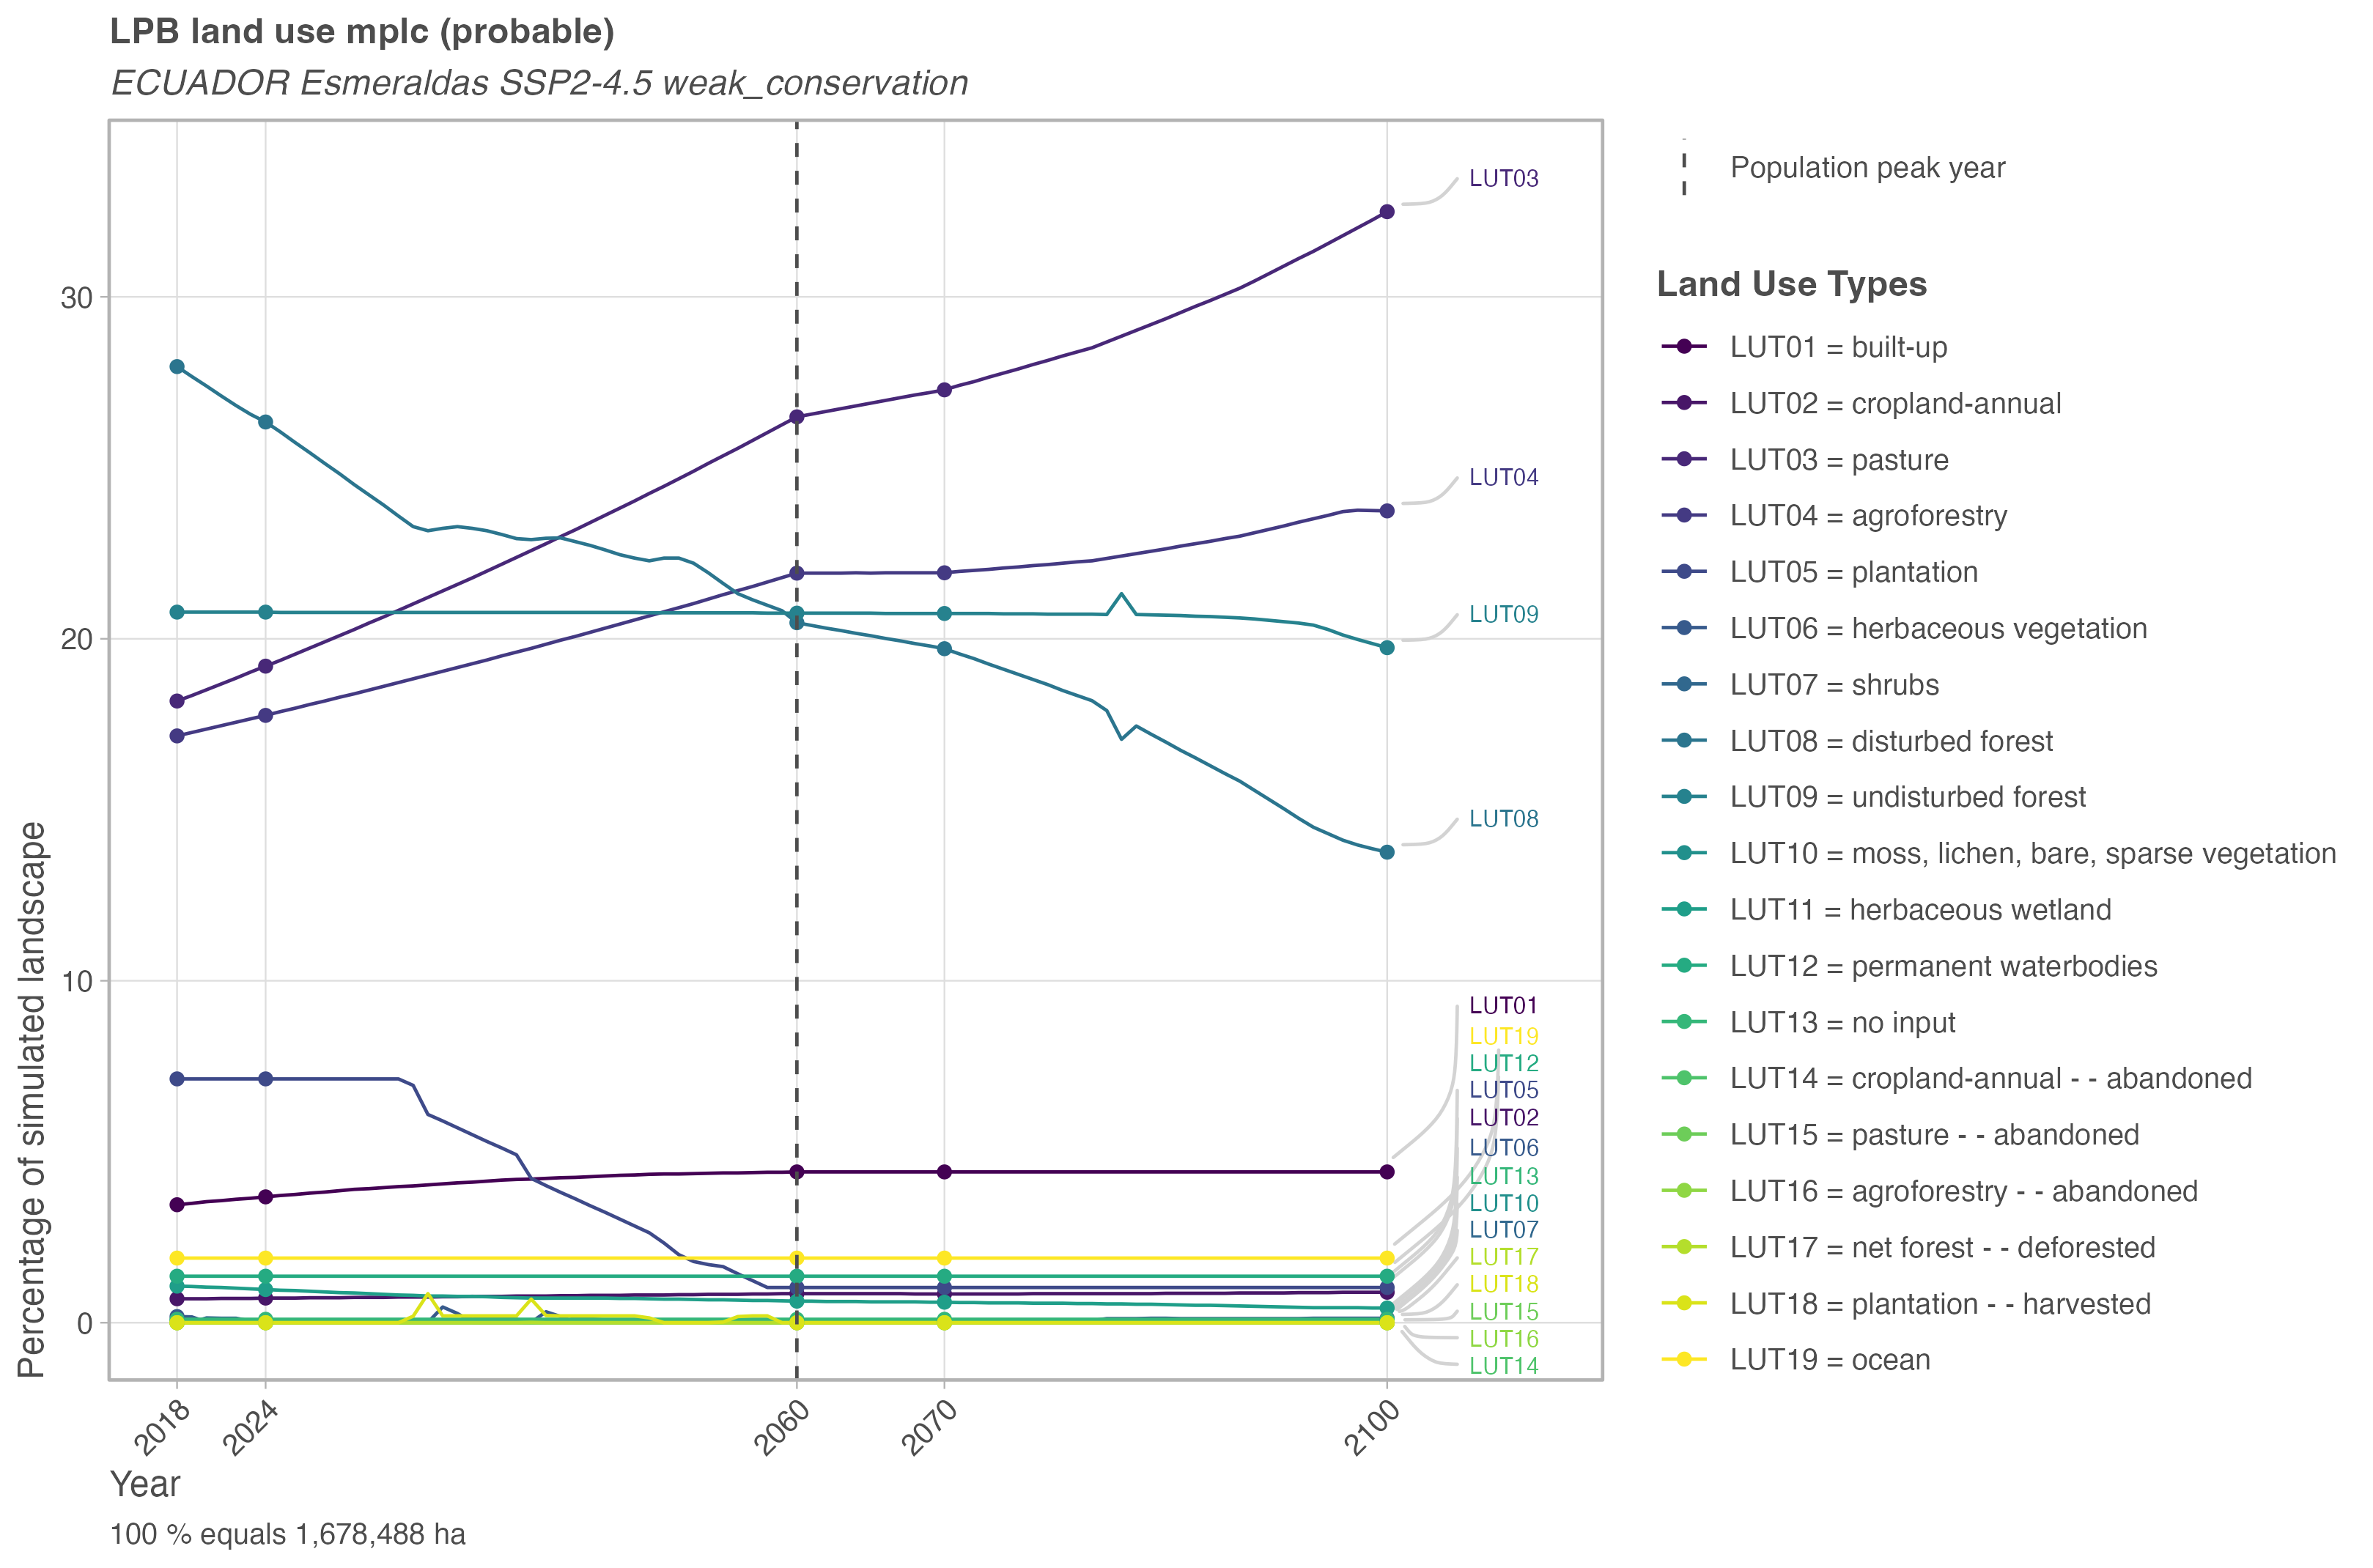 LPB land use mplc (probable)
ECUADOR Esmeraldas SSP2-4.5 weak_conservation
Percentage of simulated landscape
30
20
10
0
LUT03
LUT04
LUT09
LUT08
LUT01
LUT19
LUT12
LUT05
LUT02
LUT06
LUT13
LUT10
LUT07
LUT17
LUT18
LUT15
LUT16
LUT14
2018
2024
2060
2070
2100
Year
100 % equals 1,678,488 ha
Population peak year
Land Use Types
LUT01 = built-up
LUT02 = cropland-annual
LUT03 = pasture
LUT04 = agroforestry
LUT05 = plantation
LUT06 = herbaceous vegetation
LUT07 = shrubs
LUT08 = disturbed forest
LUT09 = undisturbed forest
LUT10 = moss, lichen, bare, sparse vegetation
LUT11 = herbaceous wetland
LUT12 = permanent waterbodies
LUT13 = no input
LUT14 = cropland-annual - - abandoned
LUT15 = pasture - - abandoned
LUT16 = agroforestry - - abandoned
LUT17 = net forest - - deforested
LUT18 = plantation - - harvested
LUT19 = ocean